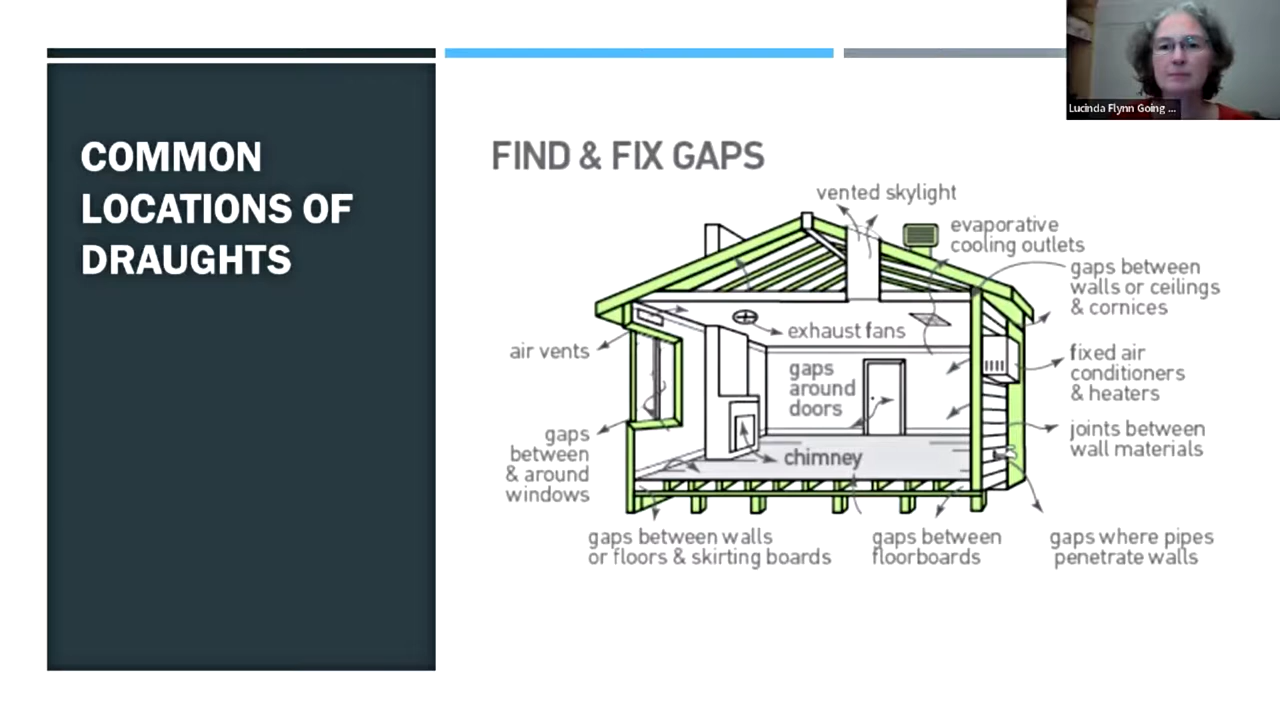 COMMON
LOCATIONS OF
DRAUGHTS
Lucinda Flynn Going ...
FIND & FIX GAPS
vented skylight
evaporative
cooling outlets
gaps between
walls or ceilings
& cornices
exhaust fans
air vents
fixed air
conditioners
& heaters
gaps
around
doors
gaps
between
& around
windows
joints between
wall materials
chimney
gaps between walls
or floors & skirting boards
gaps between
floorboards
gaps where pipes
penetrate walls